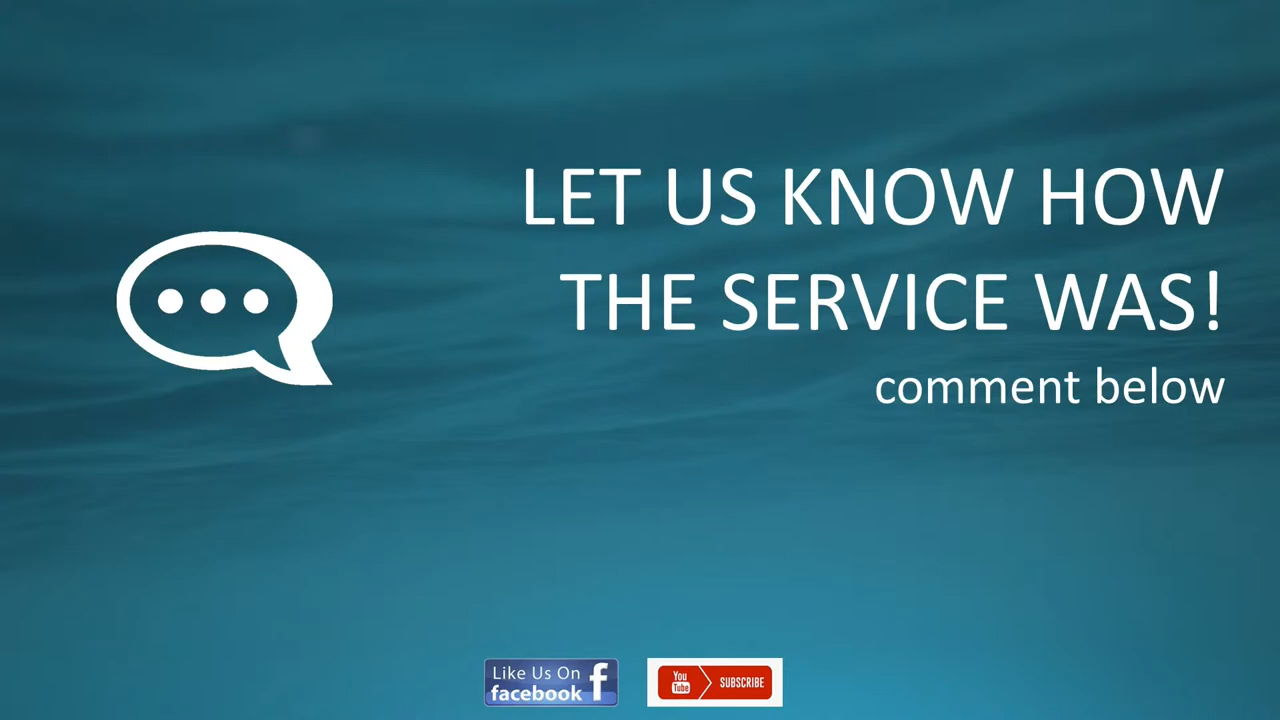 LET US KNOW HOW
THE SERVICE WAS!
comment below
Like Us On
facebook
f
You
Tube
SUBSCRIBE